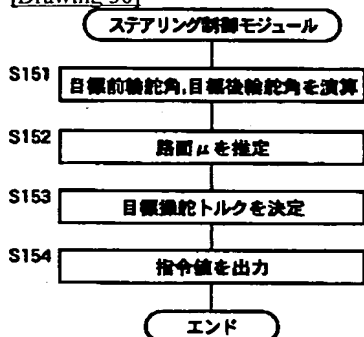 [Drawing 30]
ステアリング制御モジュール
S151
目標前輪舵角,目標後輪舵角を演算
S152
路面μを推定
S153
目標操舵トルクを決定
S154
指令値を出力
エンド